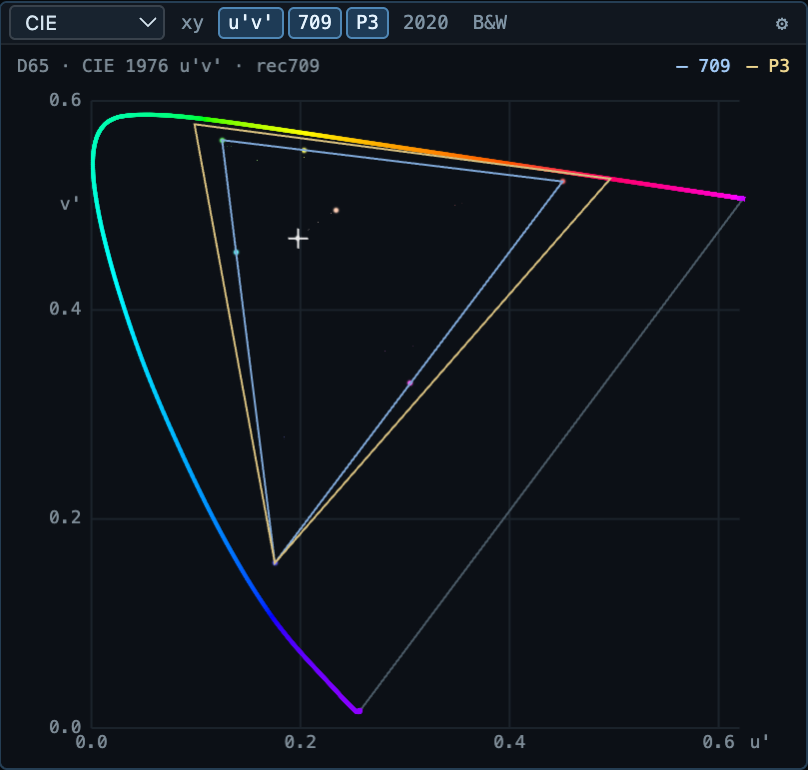 CIE xy u'v' 709 P3 2020 B&W
D65 · CIE 1976 u'v' · rec709 — 709 — P3
0.6
v'
0.4
0.2
0.0
0.0 0.2 0.4 0.6 u'